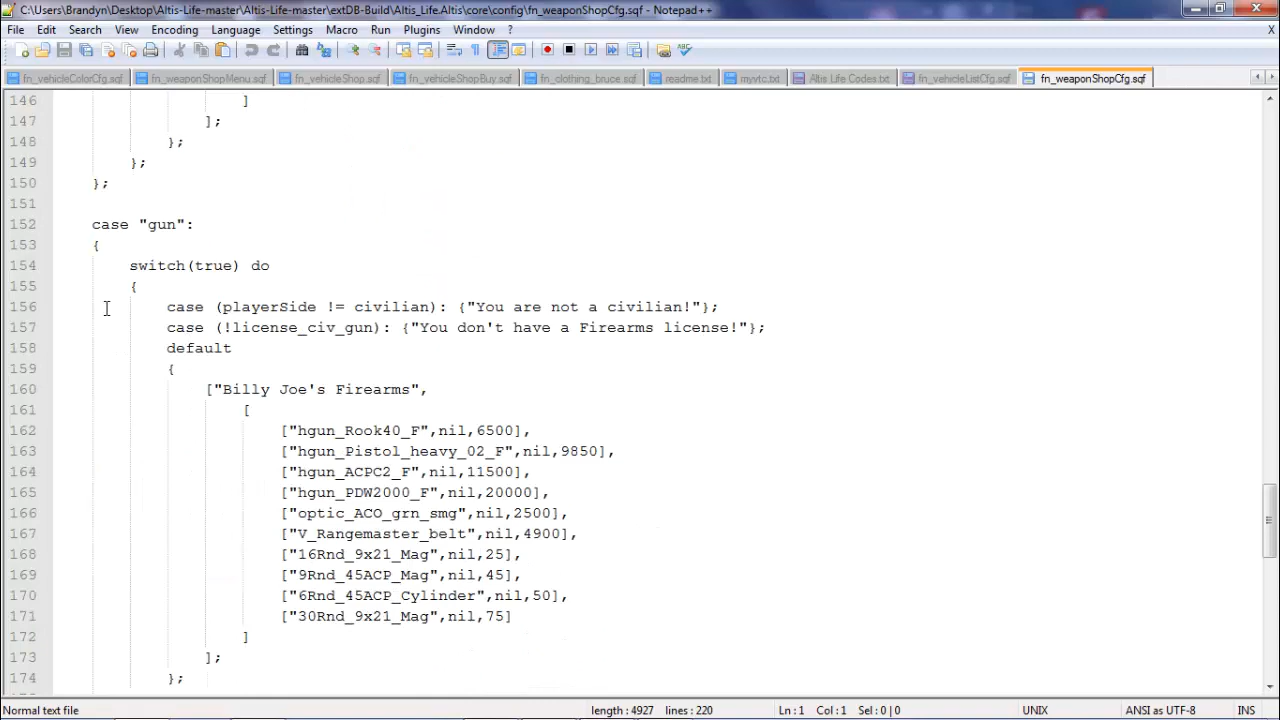 C:\Users\Brandyn\Desktop\Altis-Life-master\Altis-Life-master\extDB-Build\Altis_Life.Altis\core\config\fn_weaponShopCfg.sqf - Notepad++
File Edit Search View Encoding Language Settings Macro Run Plugins Window ? X
fn_vehicleColorCfg.sqf fn_weaponShopMenu.sqf fn_vehicleShop.sqf fn_vehicleShopBuy.sqf fn_clothing_bruce.sqf readme.txt myvtc.txt Altis Life Codes.txt fn_vehicleListCfg.sqf fn_weaponShopCfg.sqf
146 ]
147 ];
148 };
149 };
150 };
151
152 case "gun":
153 {
154 switch(true) do
155 {
156 case (playerSide != civilian): {"You are not a civilian!"};
157 case (!license_civ_gun): {"You don't have a Firearms license!"};
158 default
159 {
160 ["Billy Joe's Firearms",
161 [
162 ["hgun_Rook40_F",nil,6500],
163 ["hgun_Pistol_heavy_02_F",nil,9850],
164 ["hgun_ACPC2_F",nil,11500],
165 ["hgun_PDW2000_F",nil,20000],
166 ["optic_ACO_grn_smg",nil,2500],
167 ["V_Rangemaster_belt",nil,4900],
168 ["16Rnd_9x21_Mag",nil,25],
169 ["9Rnd_45ACP_Mag",nil,45],
170 ["6Rnd_45ACP_Cylinder",nil,50],
171 ["30Rnd_9x21_Mag",nil,75]
172 ]
173 ];
174 };
Normal text file length : 4927 lines : 220 Ln : 1 Col : 1 Sel : 0 | 0 UNIX ANSI as UTF-8 INS